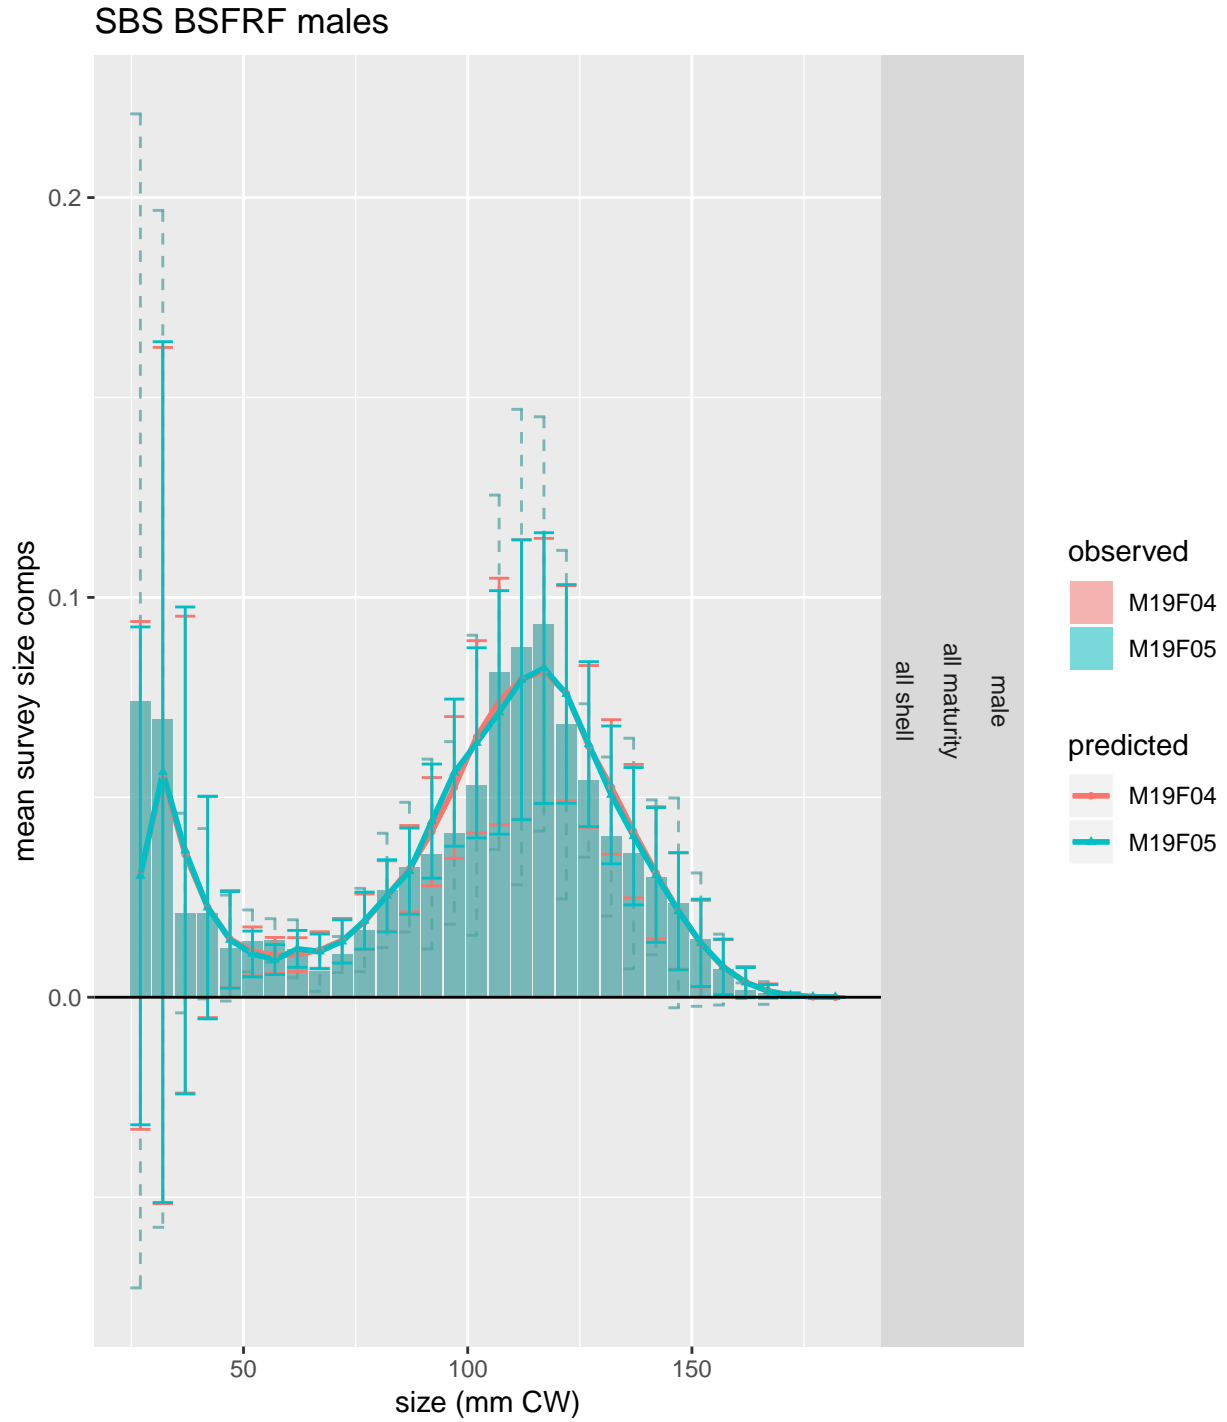 SBS BSFRF males
mean survey size comps
0.2
0.1
0.0
50
100
150
size (mm CW)
all shell
all maturity
male
observed
M19F04
M19F05
predicted
M19F04
M19F05